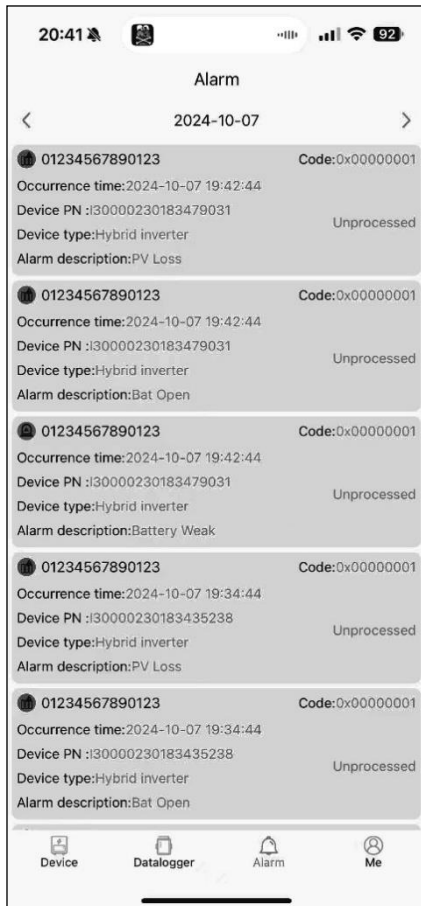 20:41
92
Alarm
2024-10-07
01234567890123 Code:0x00000001
Occurrence time:2024-10-07 19:42:44
Device PN :I30000230183479031
Unprocessed
Device type:Hybrid inverter
Alarm description:PV Loss
01234567890123 Code:0x00000001
Occurrence time:2024-10-07 19:42:44
Device PN :I30000230183479031
Unprocessed
Device type:Hybrid inverter
Alarm description:Bat Open
01234567890123 Code:0x00000001
Occurrence time:2024-10-07 19:42:44
Device PN :I30000230183479031
Unprocessed
Device type:Hybrid inverter
Alarm description:Battery Weak
01234567890123 Code:0x00000001
Occurrence time:2024-10-07 19:34:44
Device PN :I30000230183435238
Unprocessed
Device type:Hybrid inverter
Alarm description:PV Loss
01234567890123 Code:0x00000001
Occurrence time:2024-10-07 19:34:44
Device PN :I30000230183435238
Unprocessed
Device type:Hybrid inverter
Alarm description:Bat Open
Device Datalogger Alarm Me